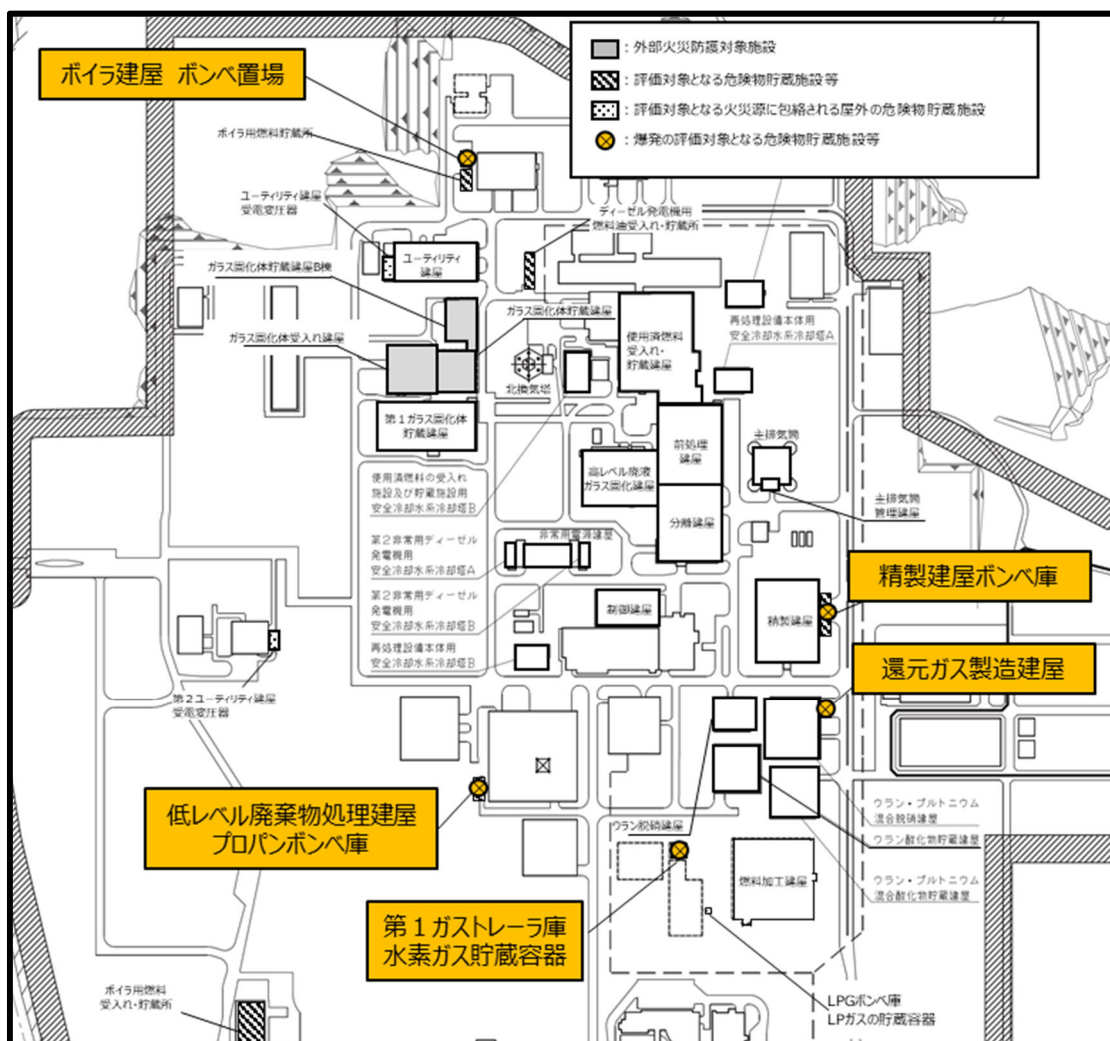 ボイラ建屋 ボンベ置場
：外部火災防護対象施設
：評価対象となる危険物貯蔵施設等
：評価対象となる火災源に包絡される屋外の危険物貯蔵施設
：爆発の評価対象となる危険物貯蔵施設等
ボイラ用燃料貯蔵所
ユーティリティ建屋
受電変圧器
ディーゼル発電機用
燃料油受入れ・貯蔵所
ユーティリティ
建屋
ガラス固化体貯蔵建屋B棟
ガラス固化体貯蔵建屋
ガラス固化体受入れ建屋
使用済燃料
受入れ・
貯蔵建屋
再処理設備本体用
安全冷却水系冷却塔A
北換気塔
第1ガラス固化体
貯蔵建屋
前処理
建屋
主排気筒
高レベル廃液
ガラス固化建屋
使用済燃料の受入れ
施設及び貯蔵施設用
安全冷却水系冷却塔B
主排気筒
管理建屋
分離建屋
非常用電源建屋
第2非常用ディーゼル
発電機用
安全冷却水系冷却塔A
精製建屋ボンベ庫
第2非常用ディーゼル
発電機用
安全冷却水系冷却塔B
制御建屋
精製建屋
再処理設備本体用
安全冷却水系冷却塔B
還元ガス製造建屋
第2ユーティリティ建屋
受電変圧器
低レベル廃棄物処理建屋
プロパンボンベ庫
ウラン・プルトニウム
混合脱硝建屋
ウラン脱硝建屋
ウラン酸化物貯蔵建屋
燃料加工建屋
ウラン・プルトニウム
混合酸化物貯蔵建屋
第1ガストレーラ庫
水素ガス貯蔵容器
ボイラ用燃料
受入れ・貯蔵所
LPGボンベ庫
LPガスの貯蔵容器